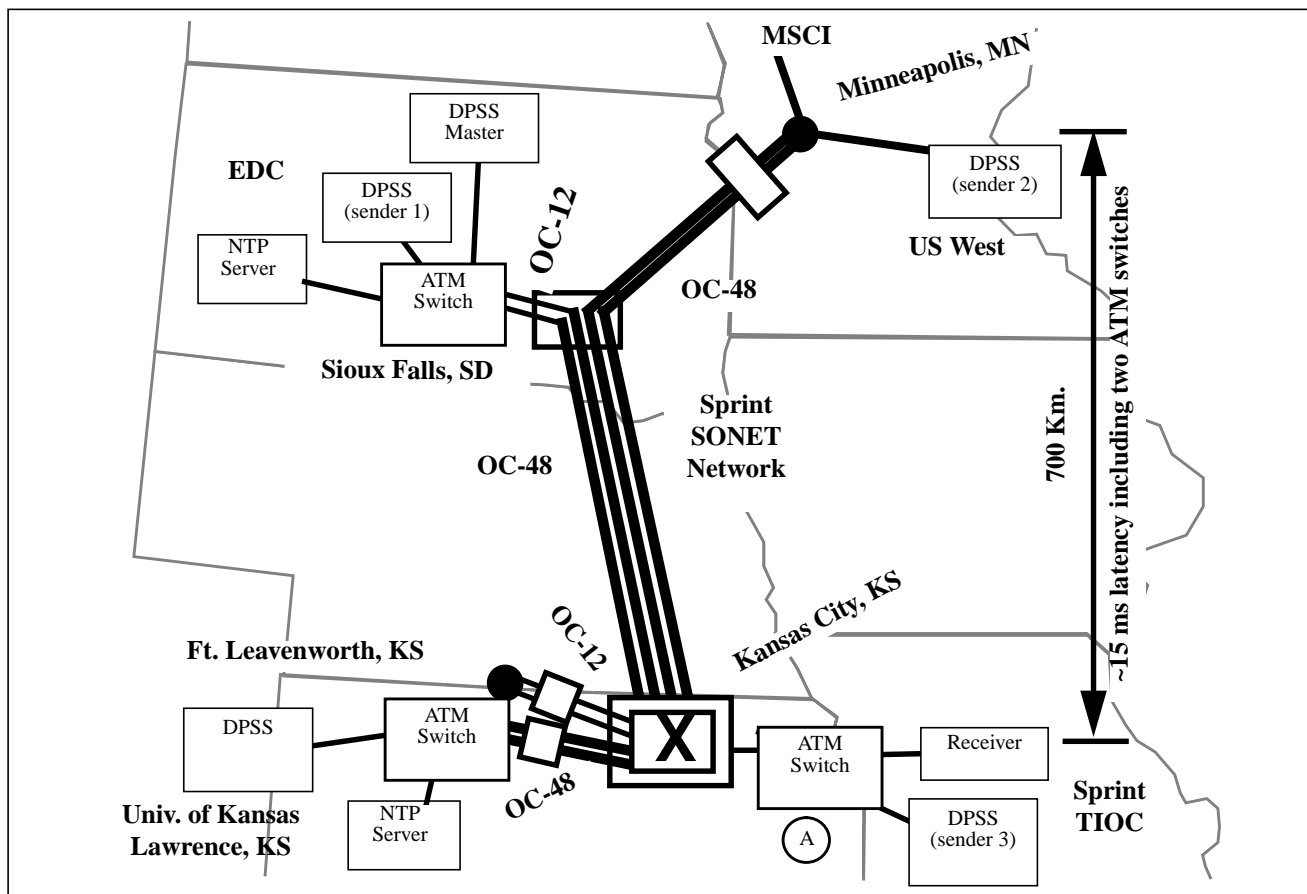 MSCI
Minneapolis, MN
DPSS
Master
EDC
DPSS
(sender 1)
OC-12
DPSS
(sender 2)
NTP
Server
ATM
Switch
US West
OC-48
Sioux Falls, SD
Sprint
SONET
Network
OC-48
700 Km.
~15 ms latency including two ATM switches
Kansas City, KS
OC-12
Ft. Leavenworth, KS
DPSS
ATM
Switch
X
ATM
Switch
Receiver
OC-48
Univ. of Kansas
Lawrence, KS
NTP
Server
A
DPSS
(sender 3)
Sprint
TIOC